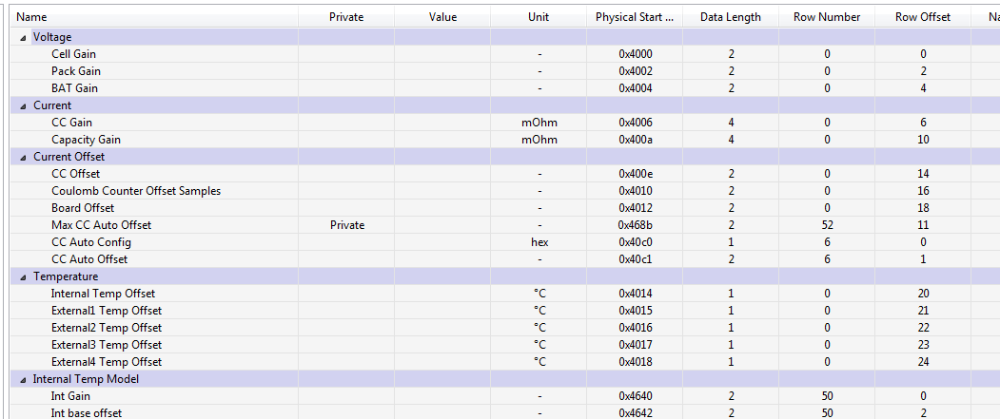 Name Private Value Unit Physical Start ... Data Length Row Number Row Offset Na
Voltage
Cell Gain - 0x4000 2 0 0
Pack Gain - 0x4002 2 0 2
BAT Gain - 0x4004 2 0 4
Current
CC Gain mOhm 0x4006 4 0 6
Capacity Gain mOhm 0x400a 4 0 10
Current Offset
CC Offset - 0x400e 2 0 14
Coulomb Counter Offset Samples - 0x4010 2 0 16
Board Offset - 0x4012 2 0 18
Max CC Auto Offset Private - 0x468b 2 52 11
CC Auto Config hex 0x40c0 1 6 0
CC Auto Offset - 0x40c1 2 6 1
Temperature
Internal Temp Offset °C 0x4014 1 0 20
External1 Temp Offset °C 0x4015 1 0 21
External2 Temp Offset °C 0x4016 1 0 22
External3 Temp Offset °C 0x4017 1 0 23
External4 Temp Offset °C 0x4018 1 0 24
Internal Temp Model
Int Gain - 0x4640 2 50 0
Int base offset - 0x4642 2 50 2